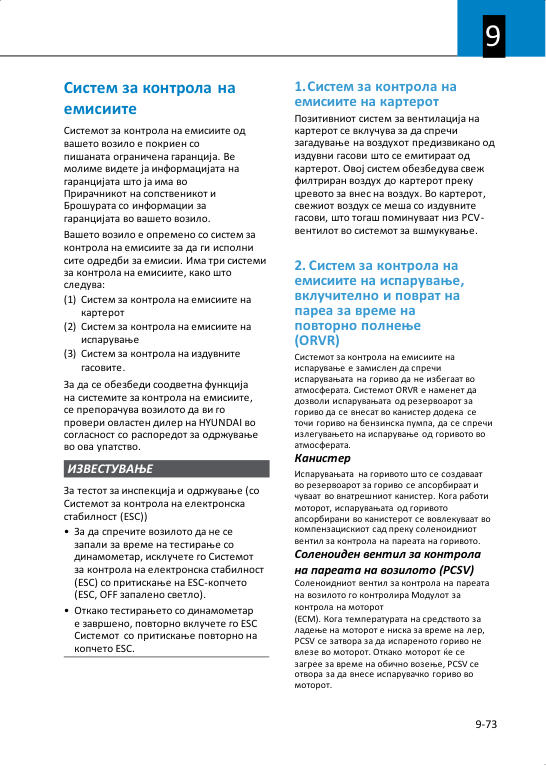 9
Систем за контрола на
емисиите
Системот за контрола на емисиите од
вашето возило е покриен со
пишаната ограничена гаранција. Ве
молиме видете ја информацијата на
гаранцијата што ја има во
Прирачникот на сопственикот и
Брошурата со информации за
гаранцијата во вашето возило.
Вашето возило е опремено со систем за
контрола на емисиите за да ги исполни
сите одредби за емисии. Има три системи
за контрола на емисиите, како што
следува:
(1) Систем за контрола на емисиите на
картерот
(2) Систем за контрола на емисиите на
испарување
(3) Систем за контрола на издувните
гасовите.
За да се обезбеди соодветна функција
на системите за контрола на емисиите,
се препорачува возилото да ви го
провери овластен дилер на HYUNDAI во
согласност со распоредот за одржување
во ова упатство.
ИЗВЕСТУВАЊЕ
За тестот за инспекција и одржување (со
Системот за контрола на електронска
стабилност (ESC))
• За да спречите возилото да не се
запали за време на тестирање со
динамометар, исклучете го Системот
за контрола на електронска стабилност
(ESC) со притискање на ESC-копчето
(ESC, OFF запалено светло).
• Откако тестирањето со динамометар
е завршено, повторно вклучете го ESC
Системот со притискање повторно на
копчето ESC.
1. Систем за контрола на
емисиите на картерот
Позитивниот систем за вентилација на
картерот се вклучува за да спречи
загадување на воздухот предизвикано од
издувни гасови што се емитираат од
картерот. Овој систем обезбедува свеж
филтриран воздух до картерот преку
цревото за внес на воздух. Во картерот,
свежиот воздух се меша со издувните
гасови, што тогаш поминуваат низ PCV-
вентилот во системот за вшмукување.
2. Систем за контрола на
емисиите на испарување,
вклучително и поврат на
пареа за време на
повторно полнење
(ORVR)
Системот за контрола на емисиите на
испарување е замислен да спречи
испарувањата на гориво да не избегаат во
атмосферата. Системот ORVR е наменет да
дозволи испарувањата од резервоарот за
гориво да се внесат во канистер додека се
точи гориво на бензинска пумпа, да се спречи
излегувањето на испарување од горивото во
атмосферата.
Канистер
Испарувањата на горивото што се создаваат
во резервоарот за гориво се апсорбираат и
чуваат во внатрешниот канистер. Кога работи
моторот, испарувањата од горивото
апсорбирани во канистерот се вовлекуваат во
компензацискиот сад преку соленоидниот
вентил за контрола на пареата на горивото.
Соленоиден вентил за контрола
на пареата на возилото (PCSV)
Соленоидниот вентил за контрола на пареата
на возилото го контролира Модулот за
контрола на моторот
(ECM). Кога температурата на средството за
ладење на моторот е ниска за време на лер,
PCSV се затвора за да испареното гориво не
влезе во моторот. Откако моторот ќе се
загрее за време на обично возење, PCSV се
отвора за да внесе испарувачко гориво во
моторот.
9-73